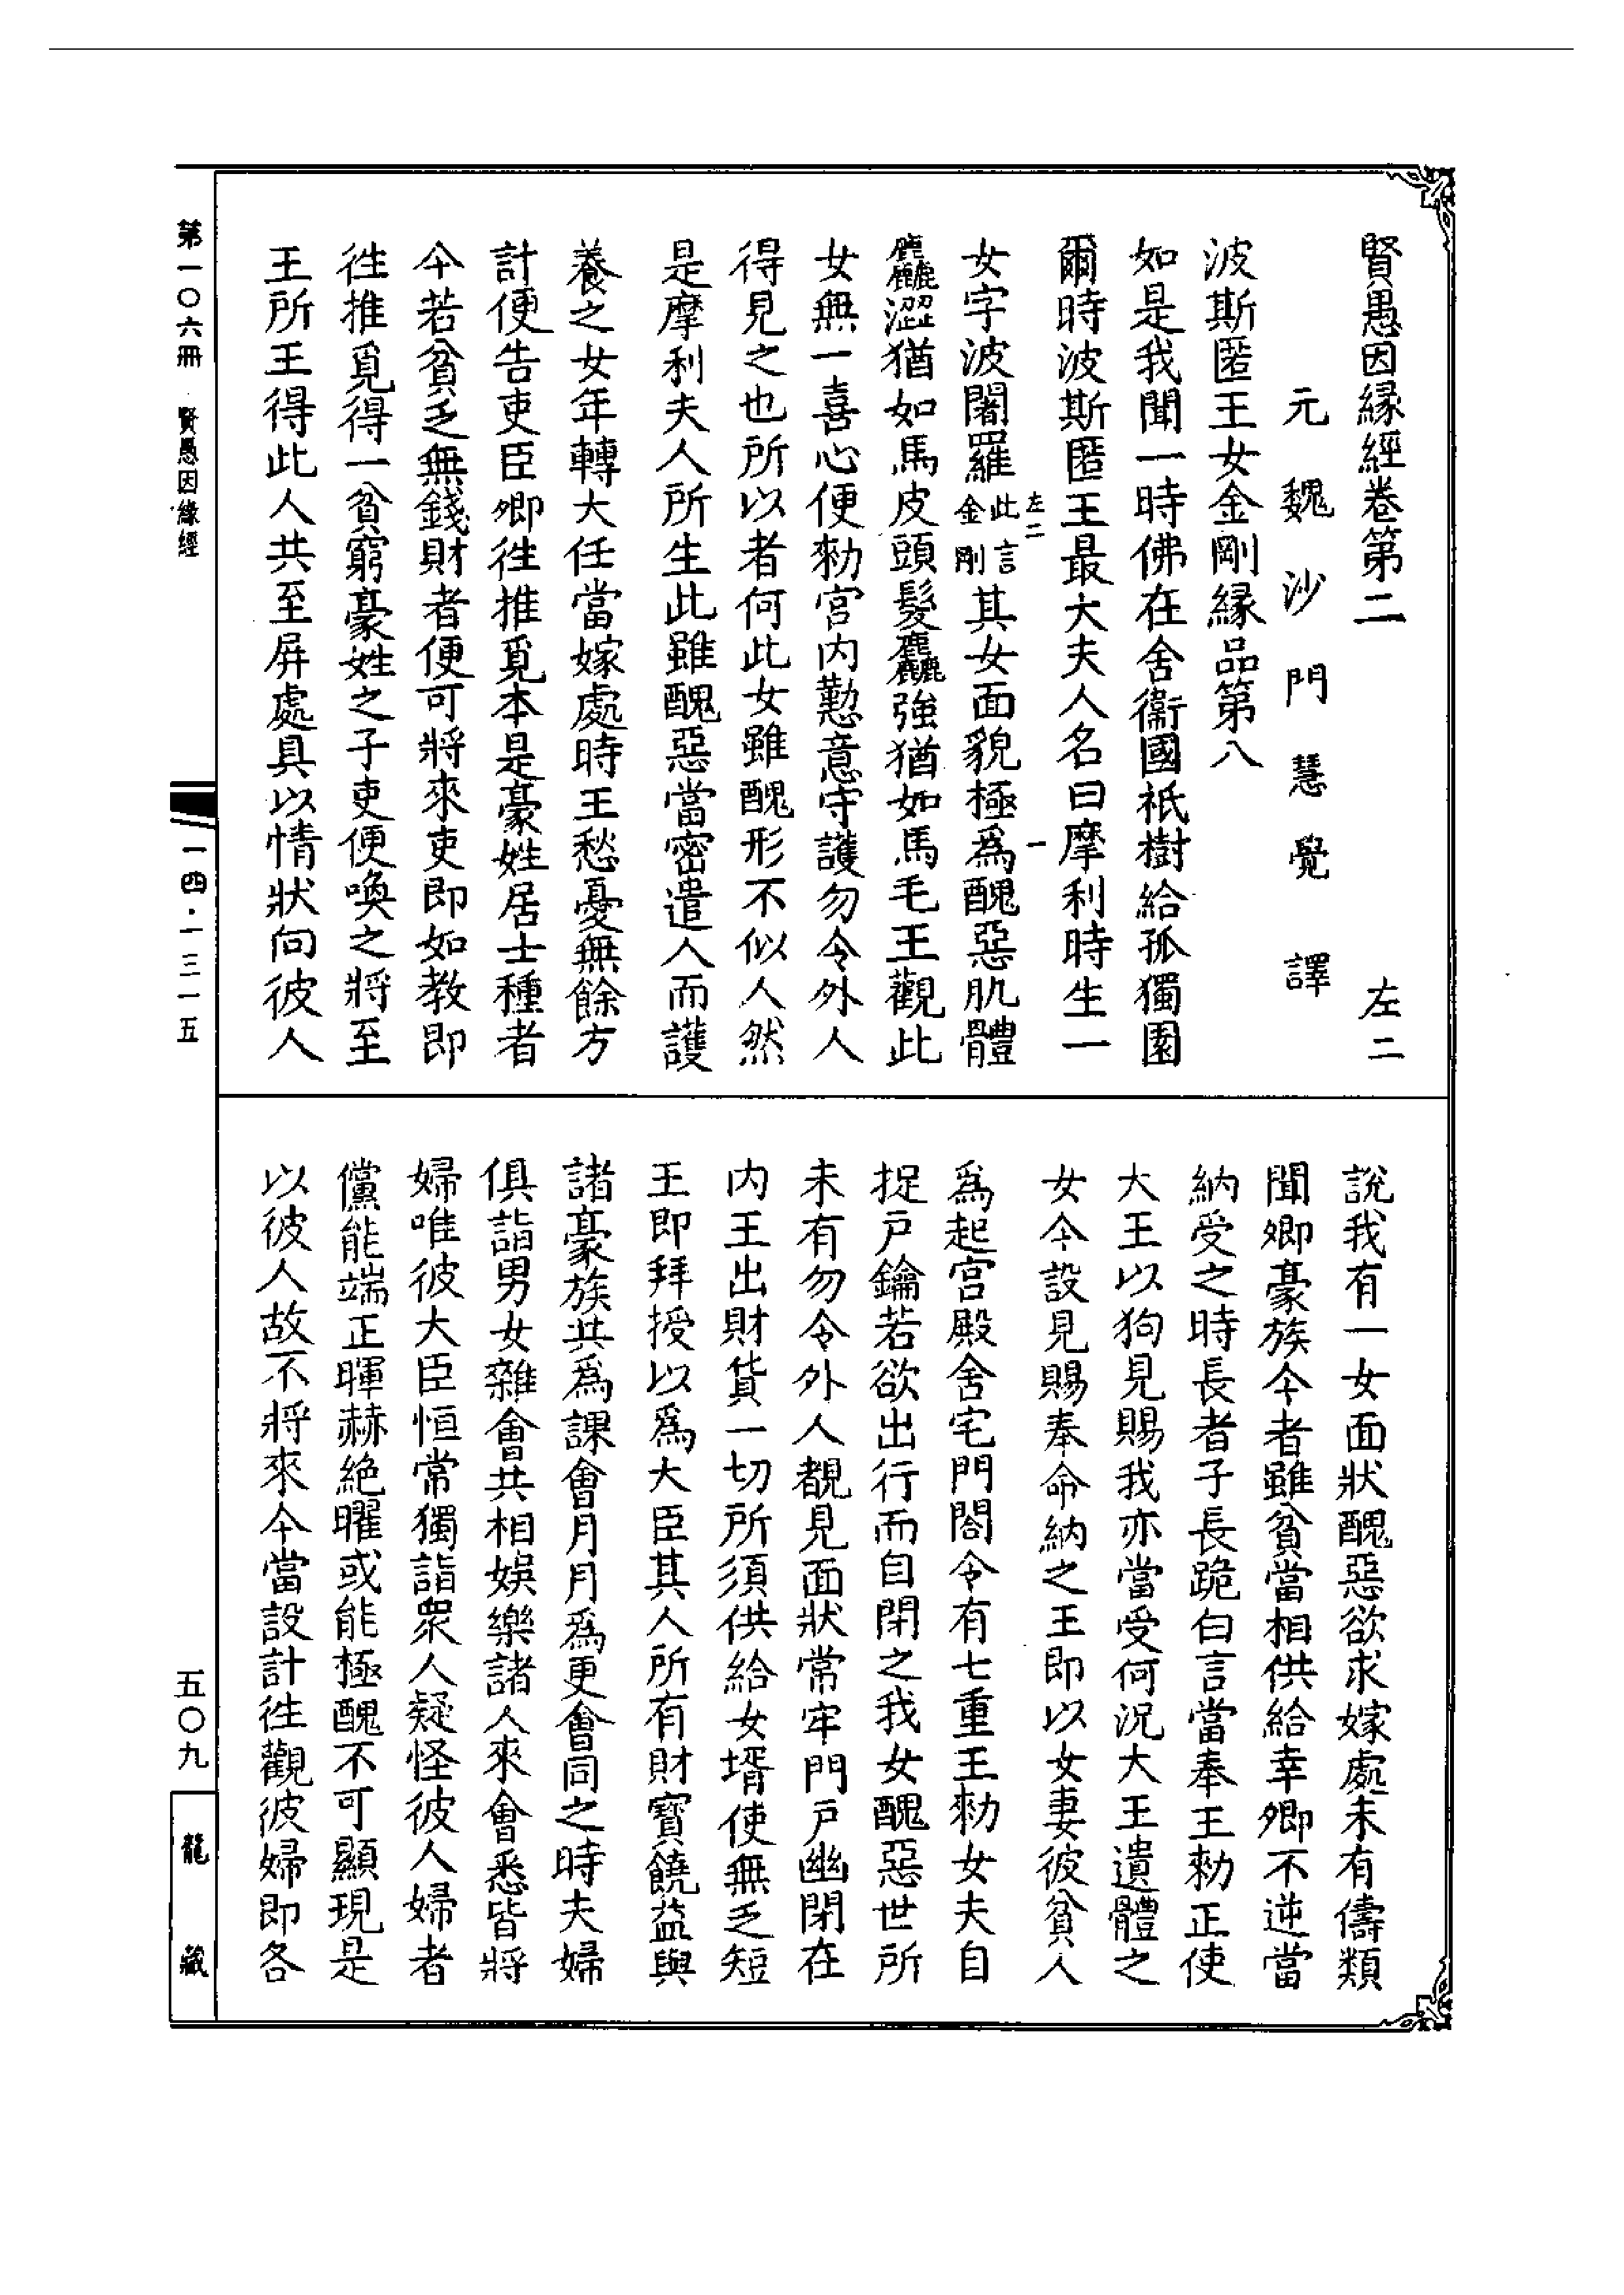 賢愚因縁經卷第二　左二
元魏沙門慧覺譯
波斯匿王女金剛縁品第八
如是我聞一時佛在舍衞國祇樹給孤獨園
爾時波斯匿王最大夫人名曰摩利時生一
左二　一
女字波闍羅此言金剛其女面貌極爲醜惡肌體
麤澀猶如馬皮頭髮麤強猶如馬毛王觀此
女無一喜心便勑宮内懃意守護勿令外人
得見之也所以者何此女雖醜形不似人然
是摩利夫人所生此雖醜惡當密遣人而護
養之女年轉大任當嫁處時王愁憂無餘方
計便告吏臣卿徃推覓本是豪姓居士種者
今若貧乏無錢財者便可將來吏即如教即
徃推覓得一貧窮豪姓之子吏便喚之將至
王所王得此人共至屏處具以情狀向彼人
說我有一女面狀醜惡欲求嫁處未有儔類
聞卿豪族今者雖貧當相供給幸卿不逆當
納受之時長者子長跪白言當奉王勑正使
大王以狗見賜我亦當受何況大王遺體之
女今設見賜奉命納之王即以女妻彼貧人
爲起宮殿舍宅門閤令有七重王勑女夫自
捉戸鑰若欲出行而自閉之我女醜惡世所
未有勿令外人覩見面狀常牢門戸幽閉在
内王出財貨一切所須供給女壻使無乏短
王即拜授以爲大臣其人所有財寶饒益與
諸豪族共爲課會月月爲更會同之時夫婦
俱詣男女雜會共相娛樂諸人來會悉皆將
婦唯彼大臣恒常獨詣衆人疑怪彼人婦者
儻能端正暉赫絶曜或能極醜不可顯現是
以彼人故不將來今當設計徃觀彼婦即各
第一〇六冊　賢愚因緣經
一四·一三一五
五〇九
龍藏